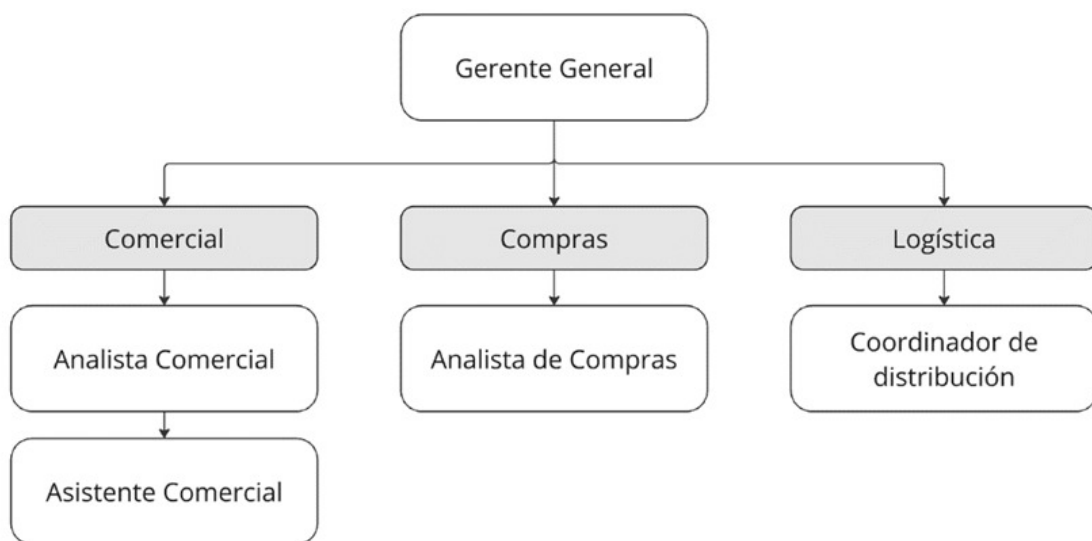 Gerente General
Comercial
Compras
Logística
Analista Comercial
Analista de Compras
Coordinador de
distribución
Asistente Comercial